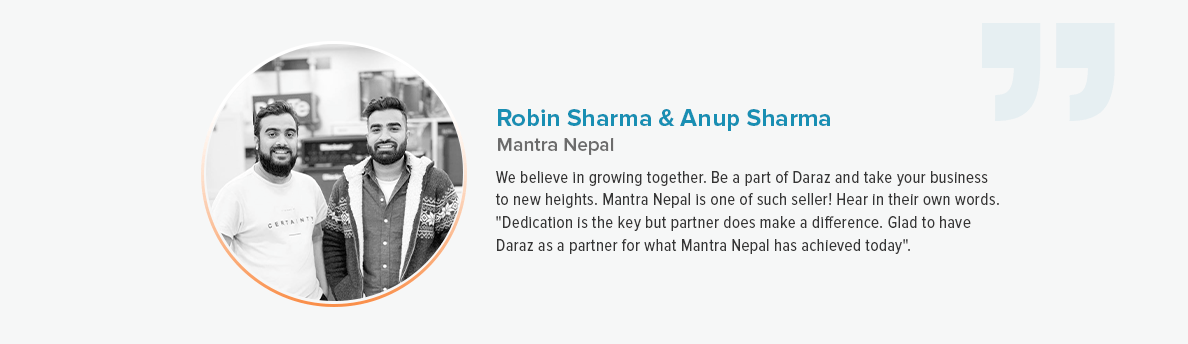 Robin Sharma & Anup Sharma
Mantra Nepal
We believe in growing together. Be a part of Daraz and take your business
to new heights. Mantra Nepal is one of such seller! Hear in their own words.
"Dedication is the key but partner does make a difference. Glad to have
Daraz as a partner for what Mantra Nepal has achieved today".
CERTAINTY